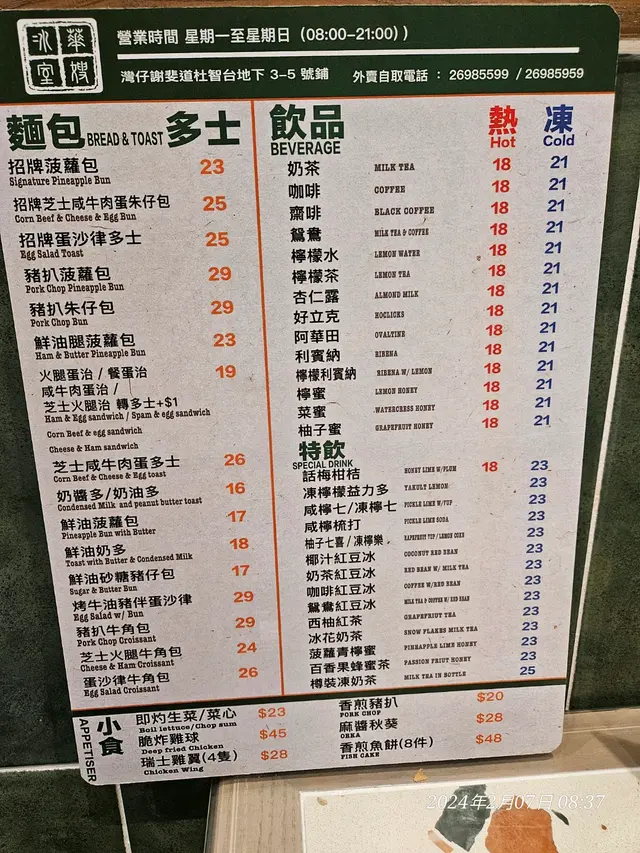 冰室 華嫂
營業時間 星期一至星期日 (08:00-21:00) )
灣仔謝斐道杜智台地下 3-5 號鋪 外賣自取電話 : 26985599 / 26985959
麵包 BREAD & TOAST 多士
招牌菠蘿包 23
Signature Pineapple Bun
招牌芝士咸牛肉蛋朱仔包 25
Corn Beef & Cheese & Egg Bun
招牌蛋沙律多士 25
Egg Salad Toast
豬扒菠蘿包 29
Pork Chop Pineapple Bun
豬扒朱仔包 29
Pork Chop Bun
鮮油腿菠蘿包 23
Ham & Butter Pineapple Bun
火腿蛋治 / 餐蛋治 19
咸牛肉蛋治 /
芝士火腿治 轉多士+$1
Ham & Egg sandwich / Spam & egg sandwich
Corn Beef & egg sandwich
Cheese & Ham sandwich
芝士咸牛肉蛋多士 26
Corn Beef & Cheese & Egg toast
奶醬多/奶油多 16
Condensed Milk and peanut butter toast
鮮油菠蘿包 17
Pineapple Bun with Butter
鮮油奶多 18
Toast with Butter & Condensed Milk
鮮油砂糖豬仔包 17
Sugar & Butter Bun
烤牛油豬伴蛋沙律 29
Egg Salad w/ Bun
豬扒牛角包 29
Pork Chop Croissant
芝士火腿牛角包 24
Cheese & Ham Croissant
蛋沙律牛角包 26
Egg Salad Croissant
飲品 熱 凍
BEVERAGE Hot Cold
奶茶 MILK TEA 18 21
咖啡 COFFEE 18 21
齋啡 BLACK COFFEE 18 21
鴛鴦 MILK TEA & COFFEE 18 21
檸檬水 LEMON WATER 18 21
檸檬茶 LEMON TEA 18 21
杏仁露 ALMOND MILK 18 21
好立克 HOCLICKS 18 21
阿華田 OVALTINE 18 21
利賓納 RIBENA 18 21
檸檬利賓納 RIBENA W/ LEMON 18 21
檸蜜 LEMON HONEY 18 21
菜蜜 WATERCRESS HONEY 18 21
柚子蜜 GRAPEFRUIT HONEY 18 21
特飲
SPECIAL DRINK
話梅柑桔 HONEY LIME W/PLUM 18 23
凍檸檬益力多 YAKULT LEMON 23
咸檸七/凍檸七 PICKLE LIME W/7UP 23
咸檸梳打 PICKLE LIME SODA 23
柚子七喜/凍檸樂 23
椰汁紅豆冰 COCONUT RED BEAN 23
奶茶紅豆冰 RED BEAN W/ MILK TEA 23
咖啡紅豆冰 COFFEE W/RED BEAN 23
鴛鴦紅豆冰 MILK TEA & COFFEE W/ RED BEAN 23
西柚紅茶 GRAPEFRIUT TEA 23
冰花奶茶 SNOW FLAKES MILK TEA 23
菠蘿青檸蜜 PINEAPPLE LIME HONEY 23
百香果蜂蜜茶 PASSION FRIUT HONEY 23
樽裝凍奶茶 MILK TEA IN BOTTLE 25
小食
APPETISER
即灼生菜/菜心 $23
Boil lettuce/Chop sum
脆炸雞球 $45
Deep fried Chicken
瑞士雞翼(4隻) $28
Chicken Wing
香煎豬扒 $20
PORK CHOP
麻醬秋葵 $28
OKRA
香煎魚餅(8件) $48
FISH CAKE
2024年2月07日 08:37